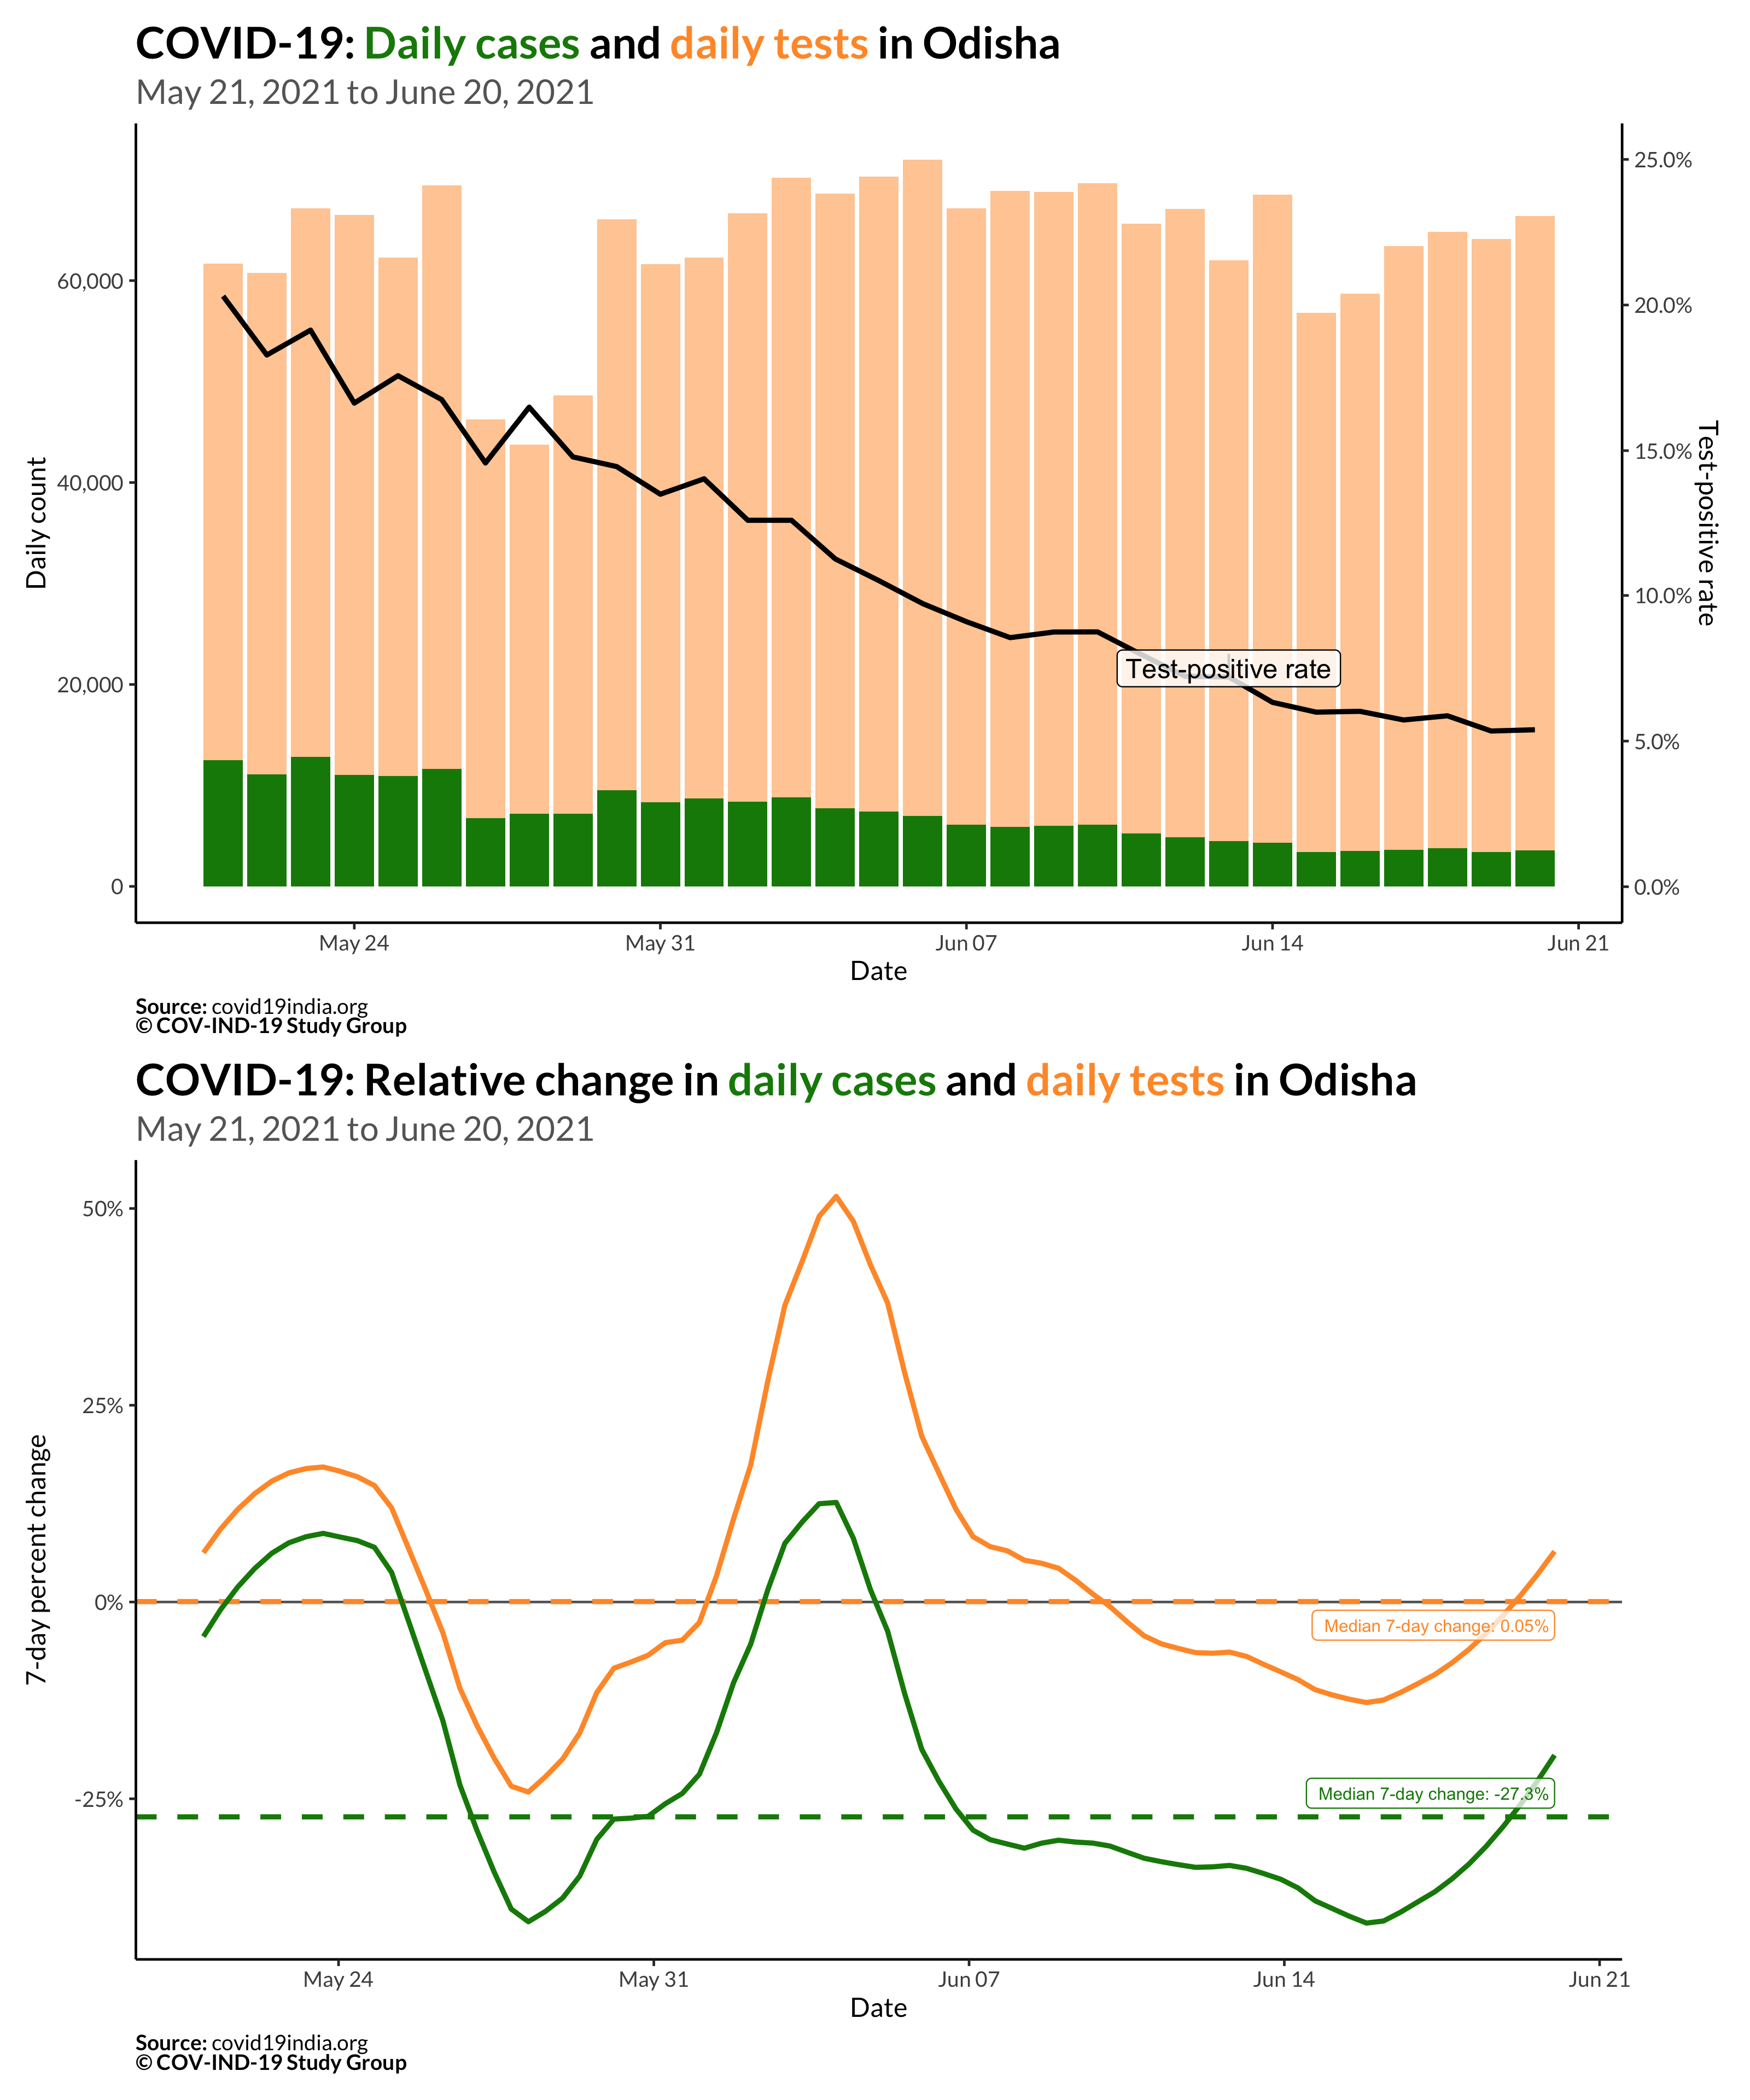 COVID-19: Daily cases and daily tests in Odisha
May 21, 2021 to June 20, 2021
25.0%
20.0%
15.0%
10.0%
5.0%
0.0%
60,000
40,000
20,000
0
Daily count
Test-positive rate
Test-positive rate
May 24
May 31
Jun 07
Jun 14
Jun 21
Date
Source: covid19india.org
© COV-IND-19 Study Group
COVID-19: Relative change in daily cases and daily tests in Odisha
May 21, 2021 to June 20, 2021
50%
25%
0%
-25%
7-day percent change
Median 7-day change: 0.05%
Median 7-day change: -27.3%
May 24
May 31
Jun 07
Jun 14
Jun 21
Date
Source: covid19india.org
© COV-IND-19 Study Group